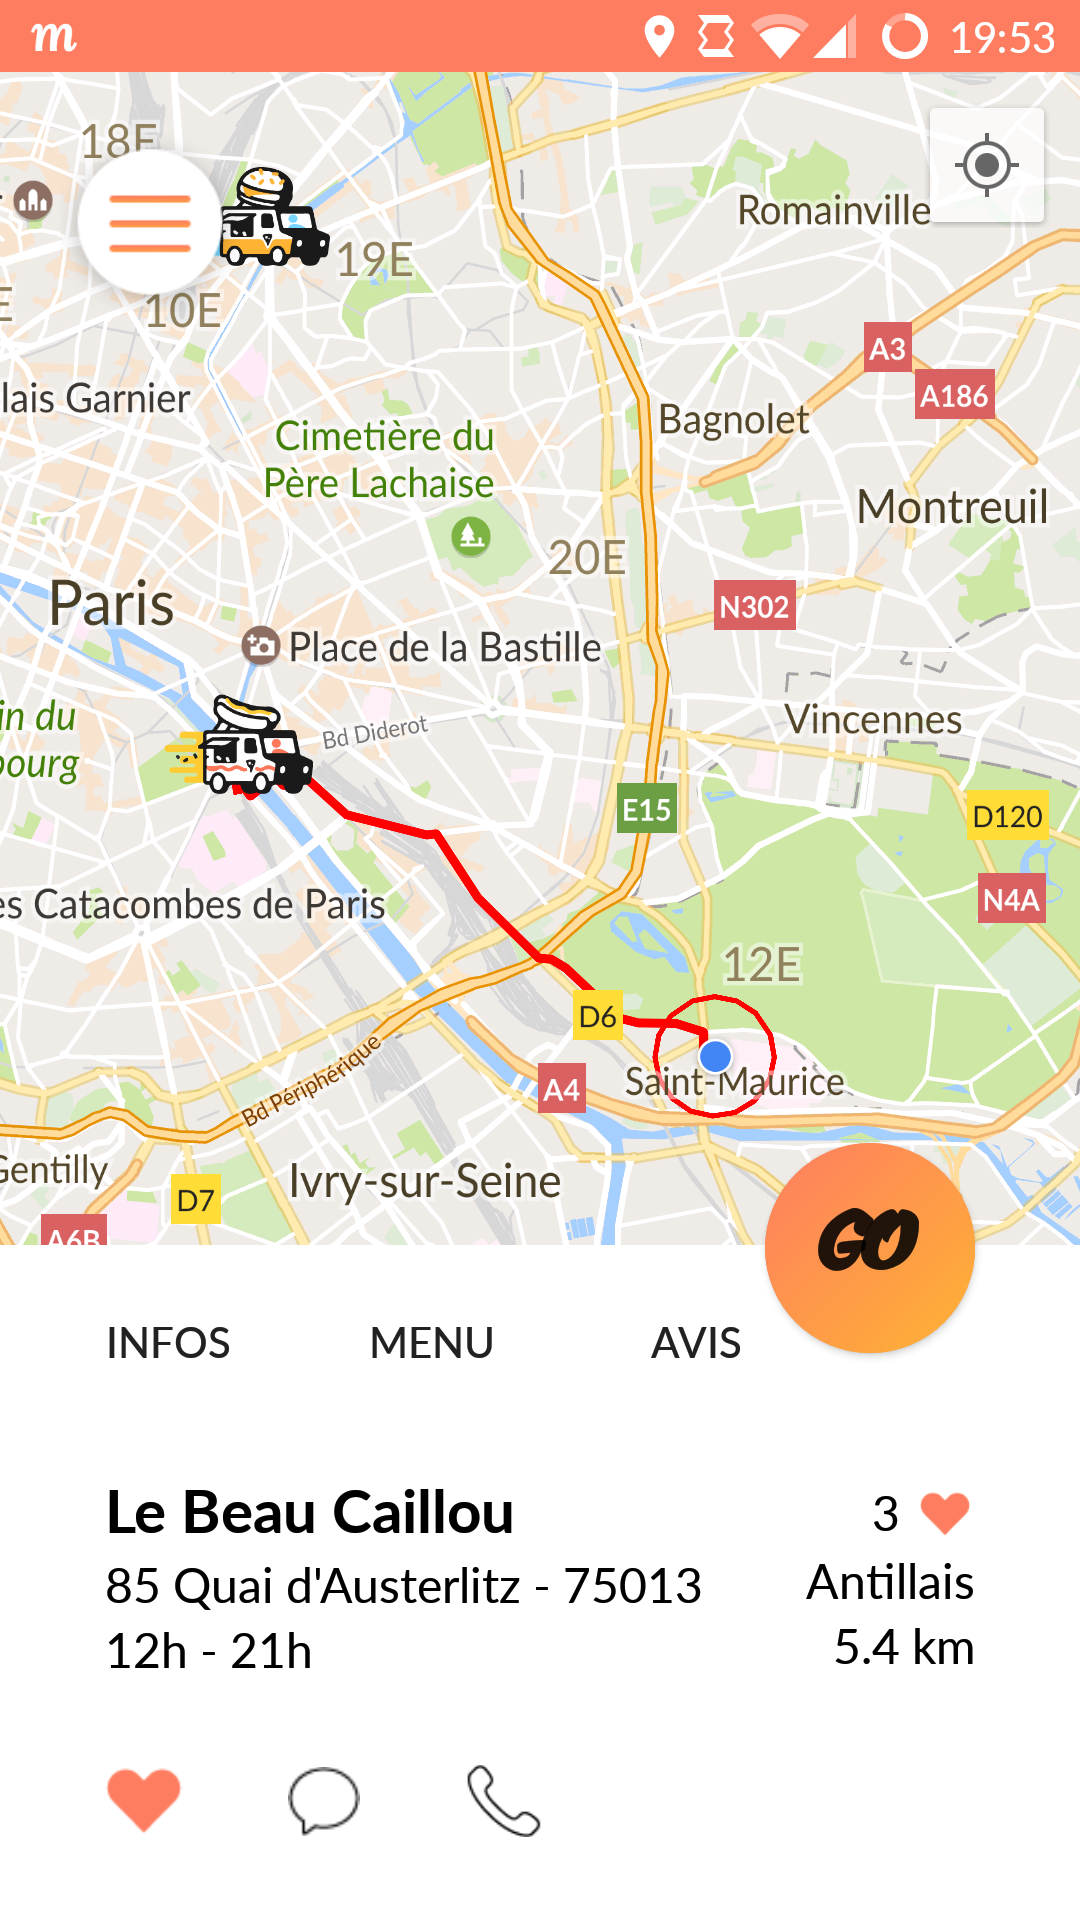 m 19:53
18E
Romainville
19E
10E
A3
A186
lais Garnier
Bagnolet
Cimetière du
Père Lachaise
Montreuil
20E
Paris
N302
Place de la Bastille
in du
bourg
Bd Diderot
Vincennes
E15
D120
N4A
es Catacombes de Paris
12E
D6
Bd Périphérique
A4
Saint-Maurice
Gentilly
Ivry-sur-Seine
D7
A6B
GO
INFOS MENU AVIS
Le Beau Caillou 3
85 Quai d'Austerlitz - 75013 Antillais
12h - 21h 5.4 km